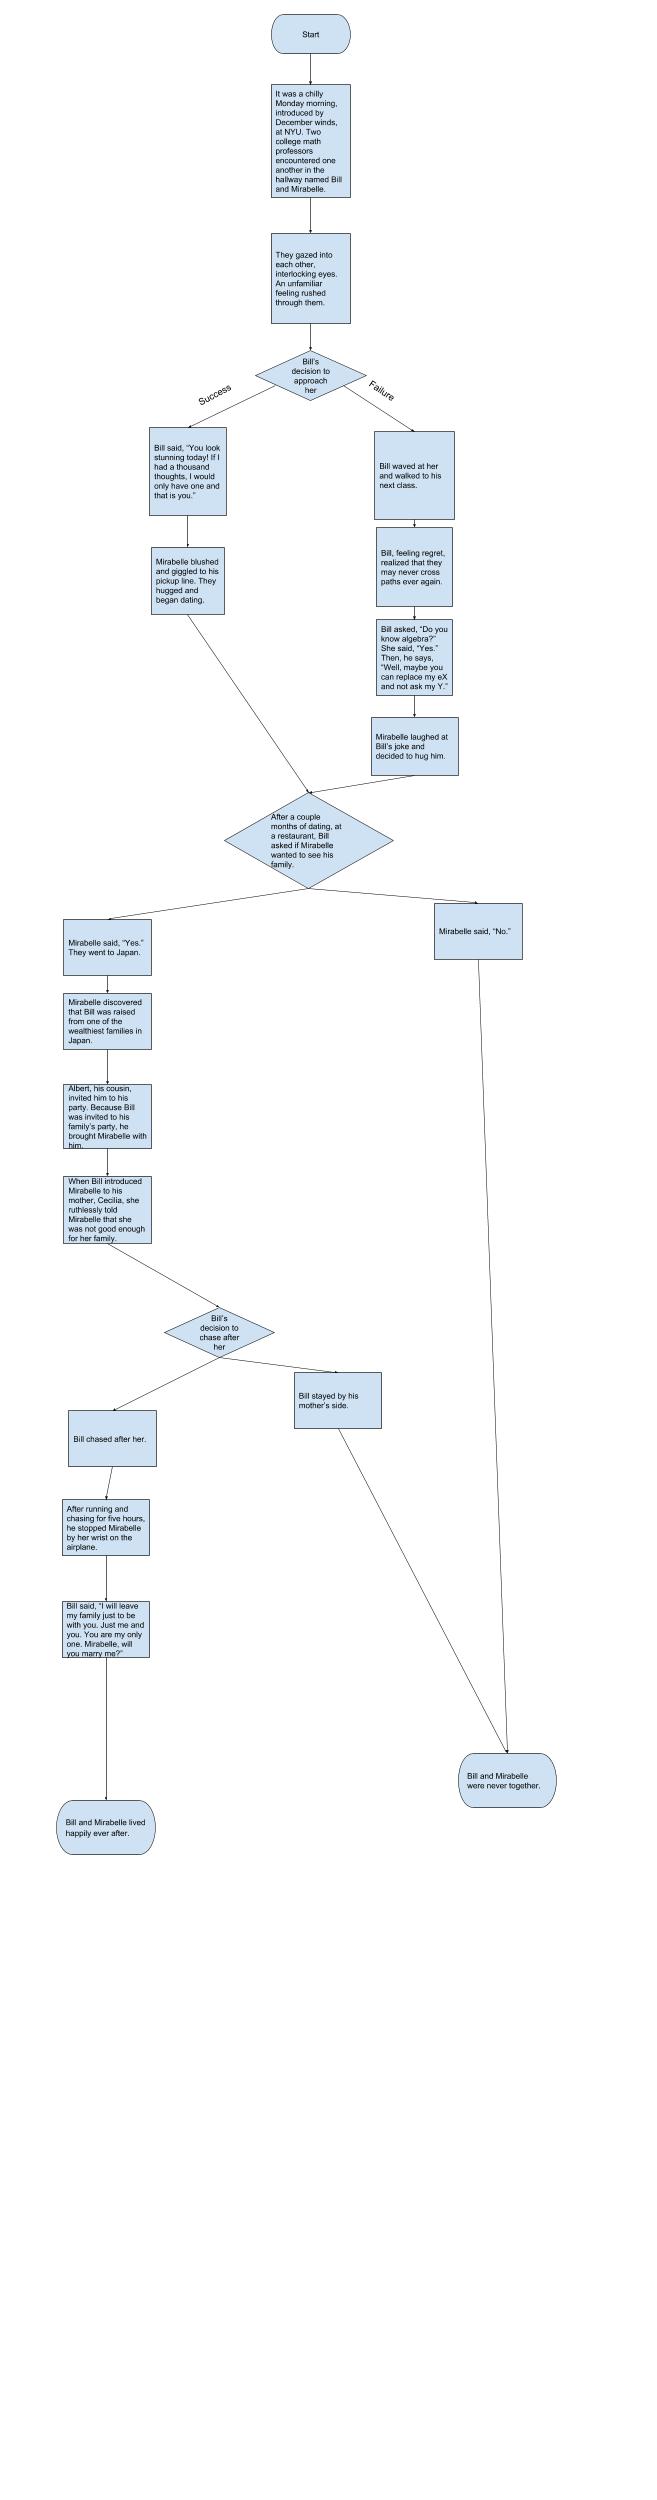 Start
It was a chilly
Monday morning,
introduced by
December winds,
at NYU. Two
college math
professors
encountered one
another in the
hallway named Bill
and Mirabelle.
They gazed into
each other,
interlocking eyes.
An unfamiliar
feeling rushed
through them.
Bill's
decision to
approach
her
Success
Failure
Bill said, “You look
stunning today! If I
had a thousand
thoughts, I would
only have one and
that is you.”
Mirabelle blushed
and giggled to his
pickup line. They
hugged and
began dating.
Bill waved at her
and walked to his
next class.
Bill, feeling regret,
realized that they
may never cross
paths ever again.
Bill asked, “Do you
know algebra?”
She said, “Yes.”
Then, he says,
“Well, maybe you
can replace my eX
and not ask my Y.”
Mirabelle laughed at
Bill's joke and
decided to hug him.
After a couple
months of dating, at
a restaurant, Bill
asked if Mirabelle
wanted to see his
family.
Mirabelle said, “Yes.”
They went to Japan.
Mirabelle said, “No.”
Mirabelle discovered
that Bill was raised
from one of the
wealthiest families in
Japan.
Albert, his cousin,
invited him to his
party. Because Bill
was invited to his
family's party, he
brought Mirabelle with
him.
When Bill introduced
Mirabelle to his
mother, Cecilia, she
ruthlessly told
Mirabelle that she
was not good enough
for her family.
Bill's
decision to
chase after
her
Bill chased after her.
Bill stayed by his
mother's side.
After running and
chasing for five hours,
he stopped Mirabelle
by her wrist on the
airplane.
Bill said, “I will leave
my family just to be
with you. Just me and
you. You are my only
one. Mirabelle, will
you marry me?”
Bill and Mirabelle
were never together.
Bill and Mirabelle lived
happily ever after.